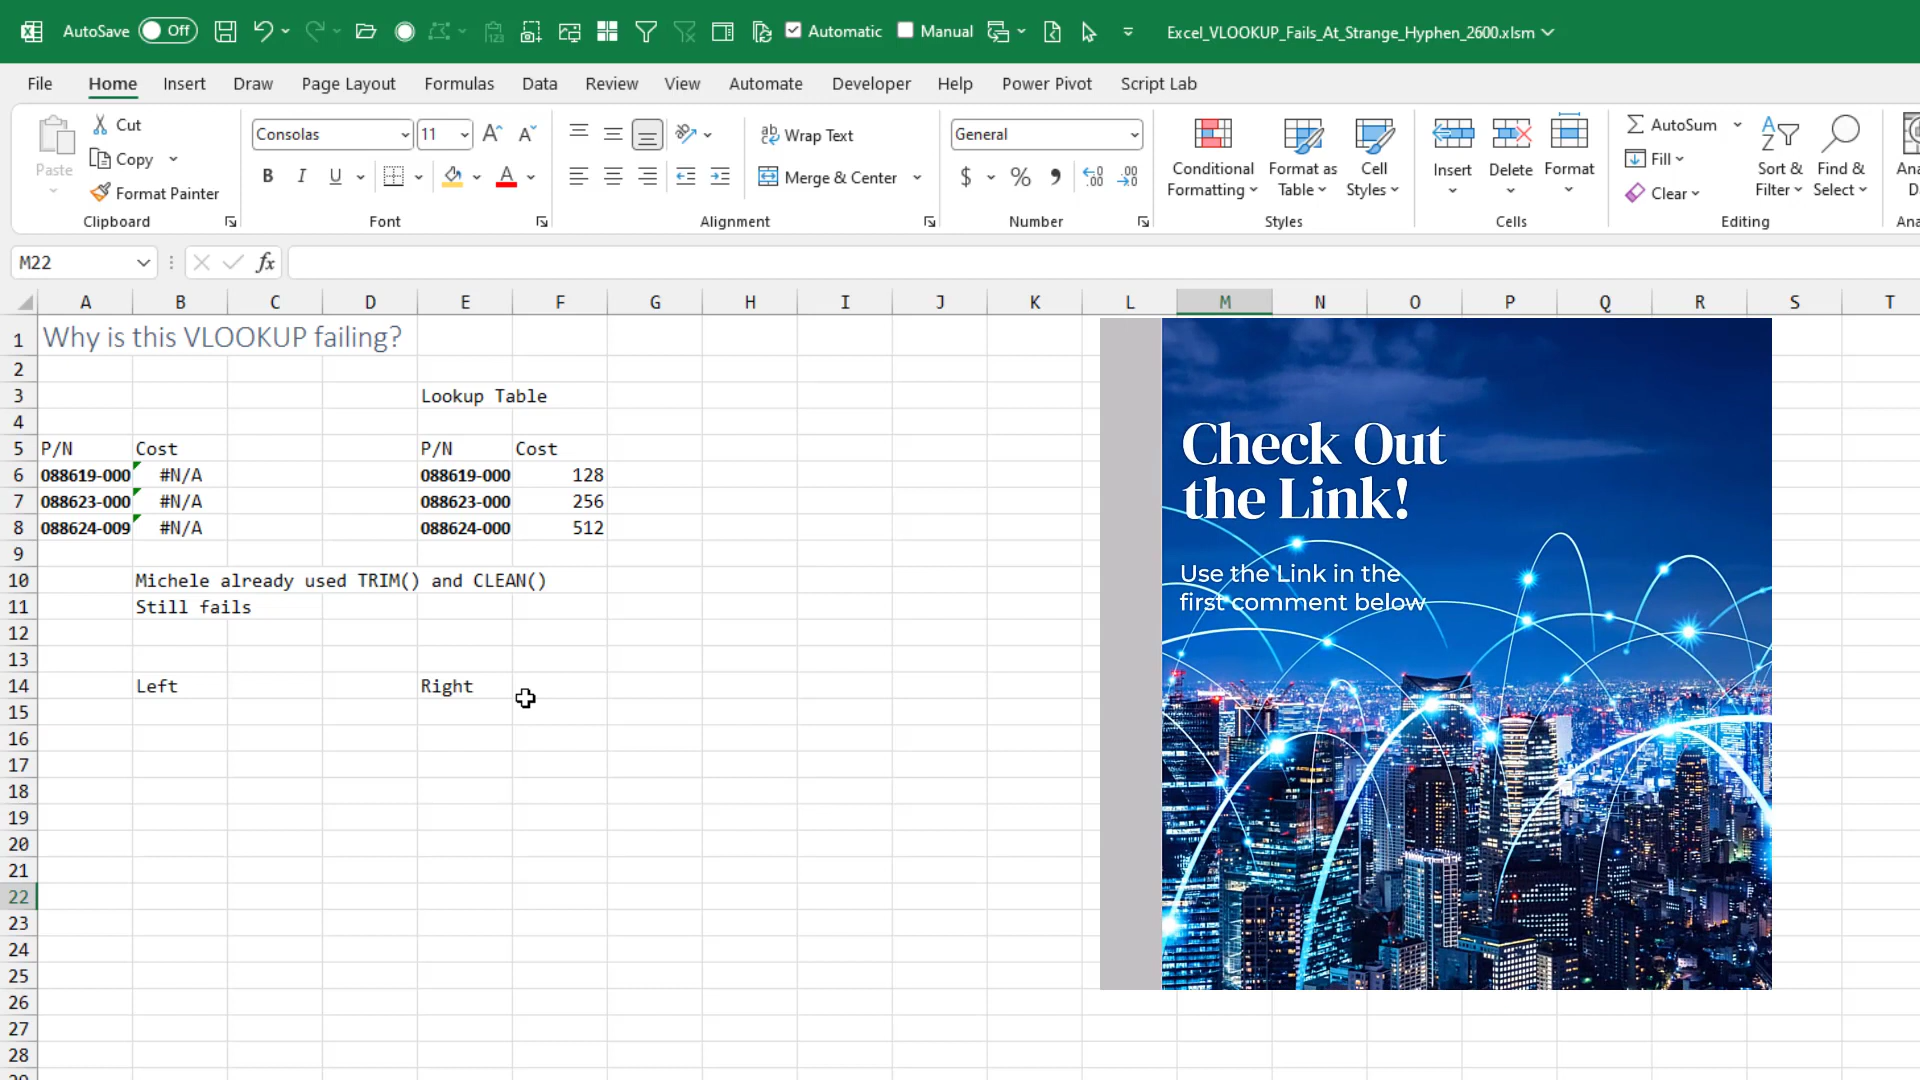 AutoSave Off Automatic Manual Excel_VLOOKUP_Fails_At_Strange_Hyphen_2600.xlsm
File Home Insert Draw Page Layout Formulas Data Review View Automate Developer Help Power Pivot Script Lab
Paste
Cut
Copy
Format Painter
Clipboard
Consolas 11
B I U
Font
Wrap Text
Merge & Center
Alignment
General
$ % 9
Number
Conditional Formatting
Format as Table
Cell Styles
Styles
Insert Delete Format
Cells
AutoSum
Fill
Clear
Sort & Filter
Find & Select
Editing
M22 fx
A B C D E F G H I J K L M N O P Q R S T
1 Why is this VLOOKUP failing?
2
3 Lookup Table
4
5 P/N Cost P/N Cost
6 088619-000 #N/A 088619-000 128
7 088623-000 #N/A 088623-000 256
8 088624-009 #N/A 088624-000 512
9
10 Michele already used TRIM() and CLEAN()
11 Still fails
12
13
14 Left Right
15
16
17
18
19
20
21
22
23
24
25
26
27
28
Check Out
the Link!
Use the Link in the
first comment below